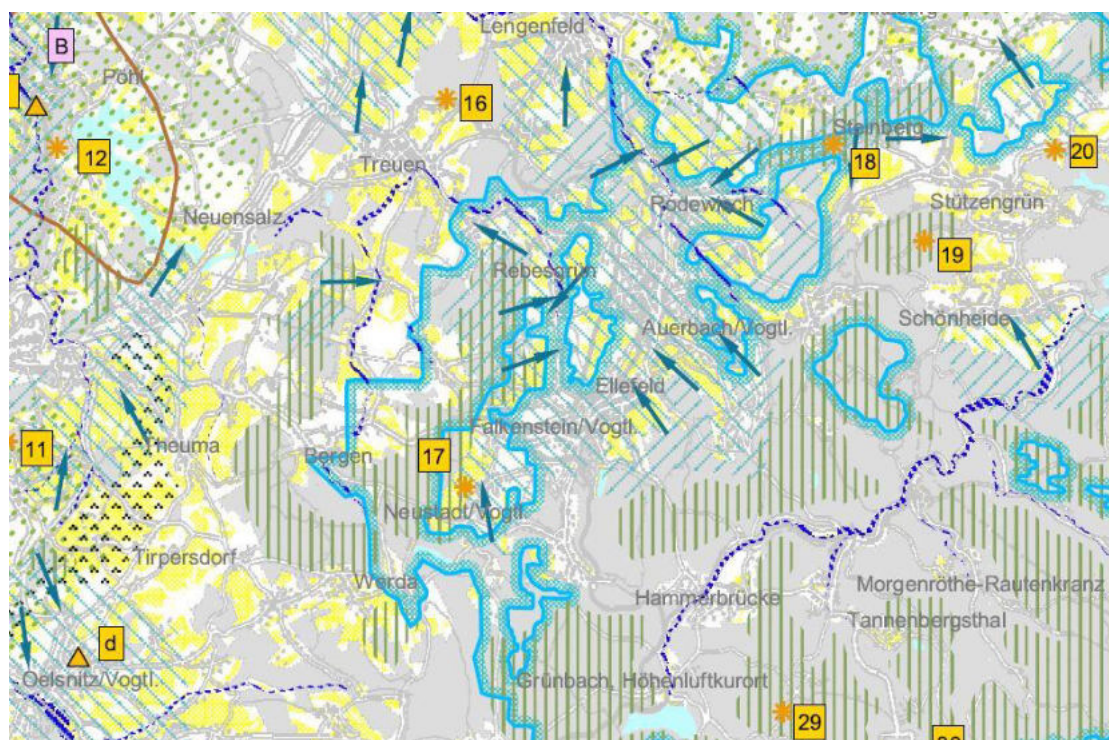 Lengenfeld
B
Pöhl
16
Steinberg
12
Treuen
18
20
Neuensalz
Rodewisch
Stützengrün
19
Rebesgrün
Schönheide
Auerbach/Vogtl.
Ellefeld
Falkenstein/Vogtl.
11
Theuma
Bergen
17
Neustadt/Vogtl.
Tirpersdorf
Werda
Hammerbrücke
Morgenröthe-Rautenkranz
Tannenbergsthal
d
Oelsnitz/Vogtl.
Grünbach, Höhenluftkurort
29